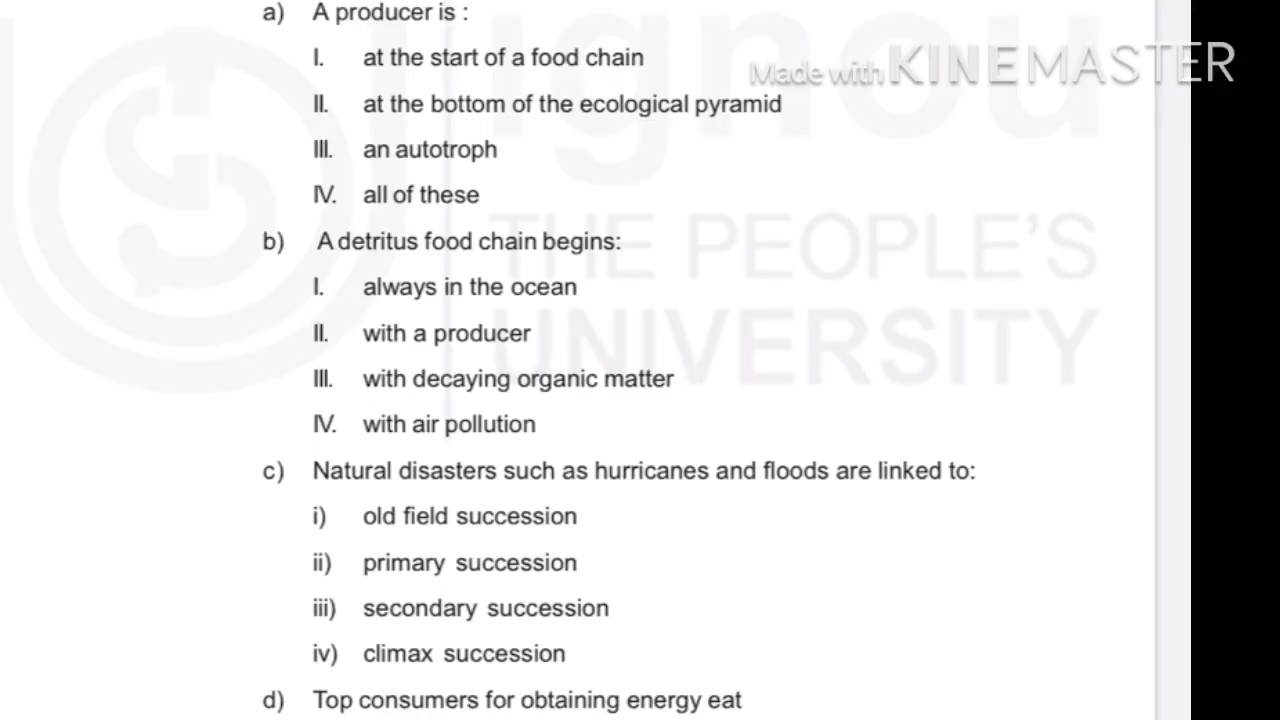 a) A producer is :
Made with KINEMASTER
I. at the start of a food chain
II. at the bottom of the ecological pyramid
III. an autotroph
IV. all of these
b) A detritus food chain begins:
I. always in the ocean
II. with a producer
III. with decaying organic matter
IV. with air pollution
c) Natural disasters such as hurricanes and floods are linked to:
i) old field succession
ii) primary succession
iii) secondary succession
iv) climax succession
d) Top consumers for obtaining energy eat
ignou
THE PEOPLE'S
UNIVERSITY